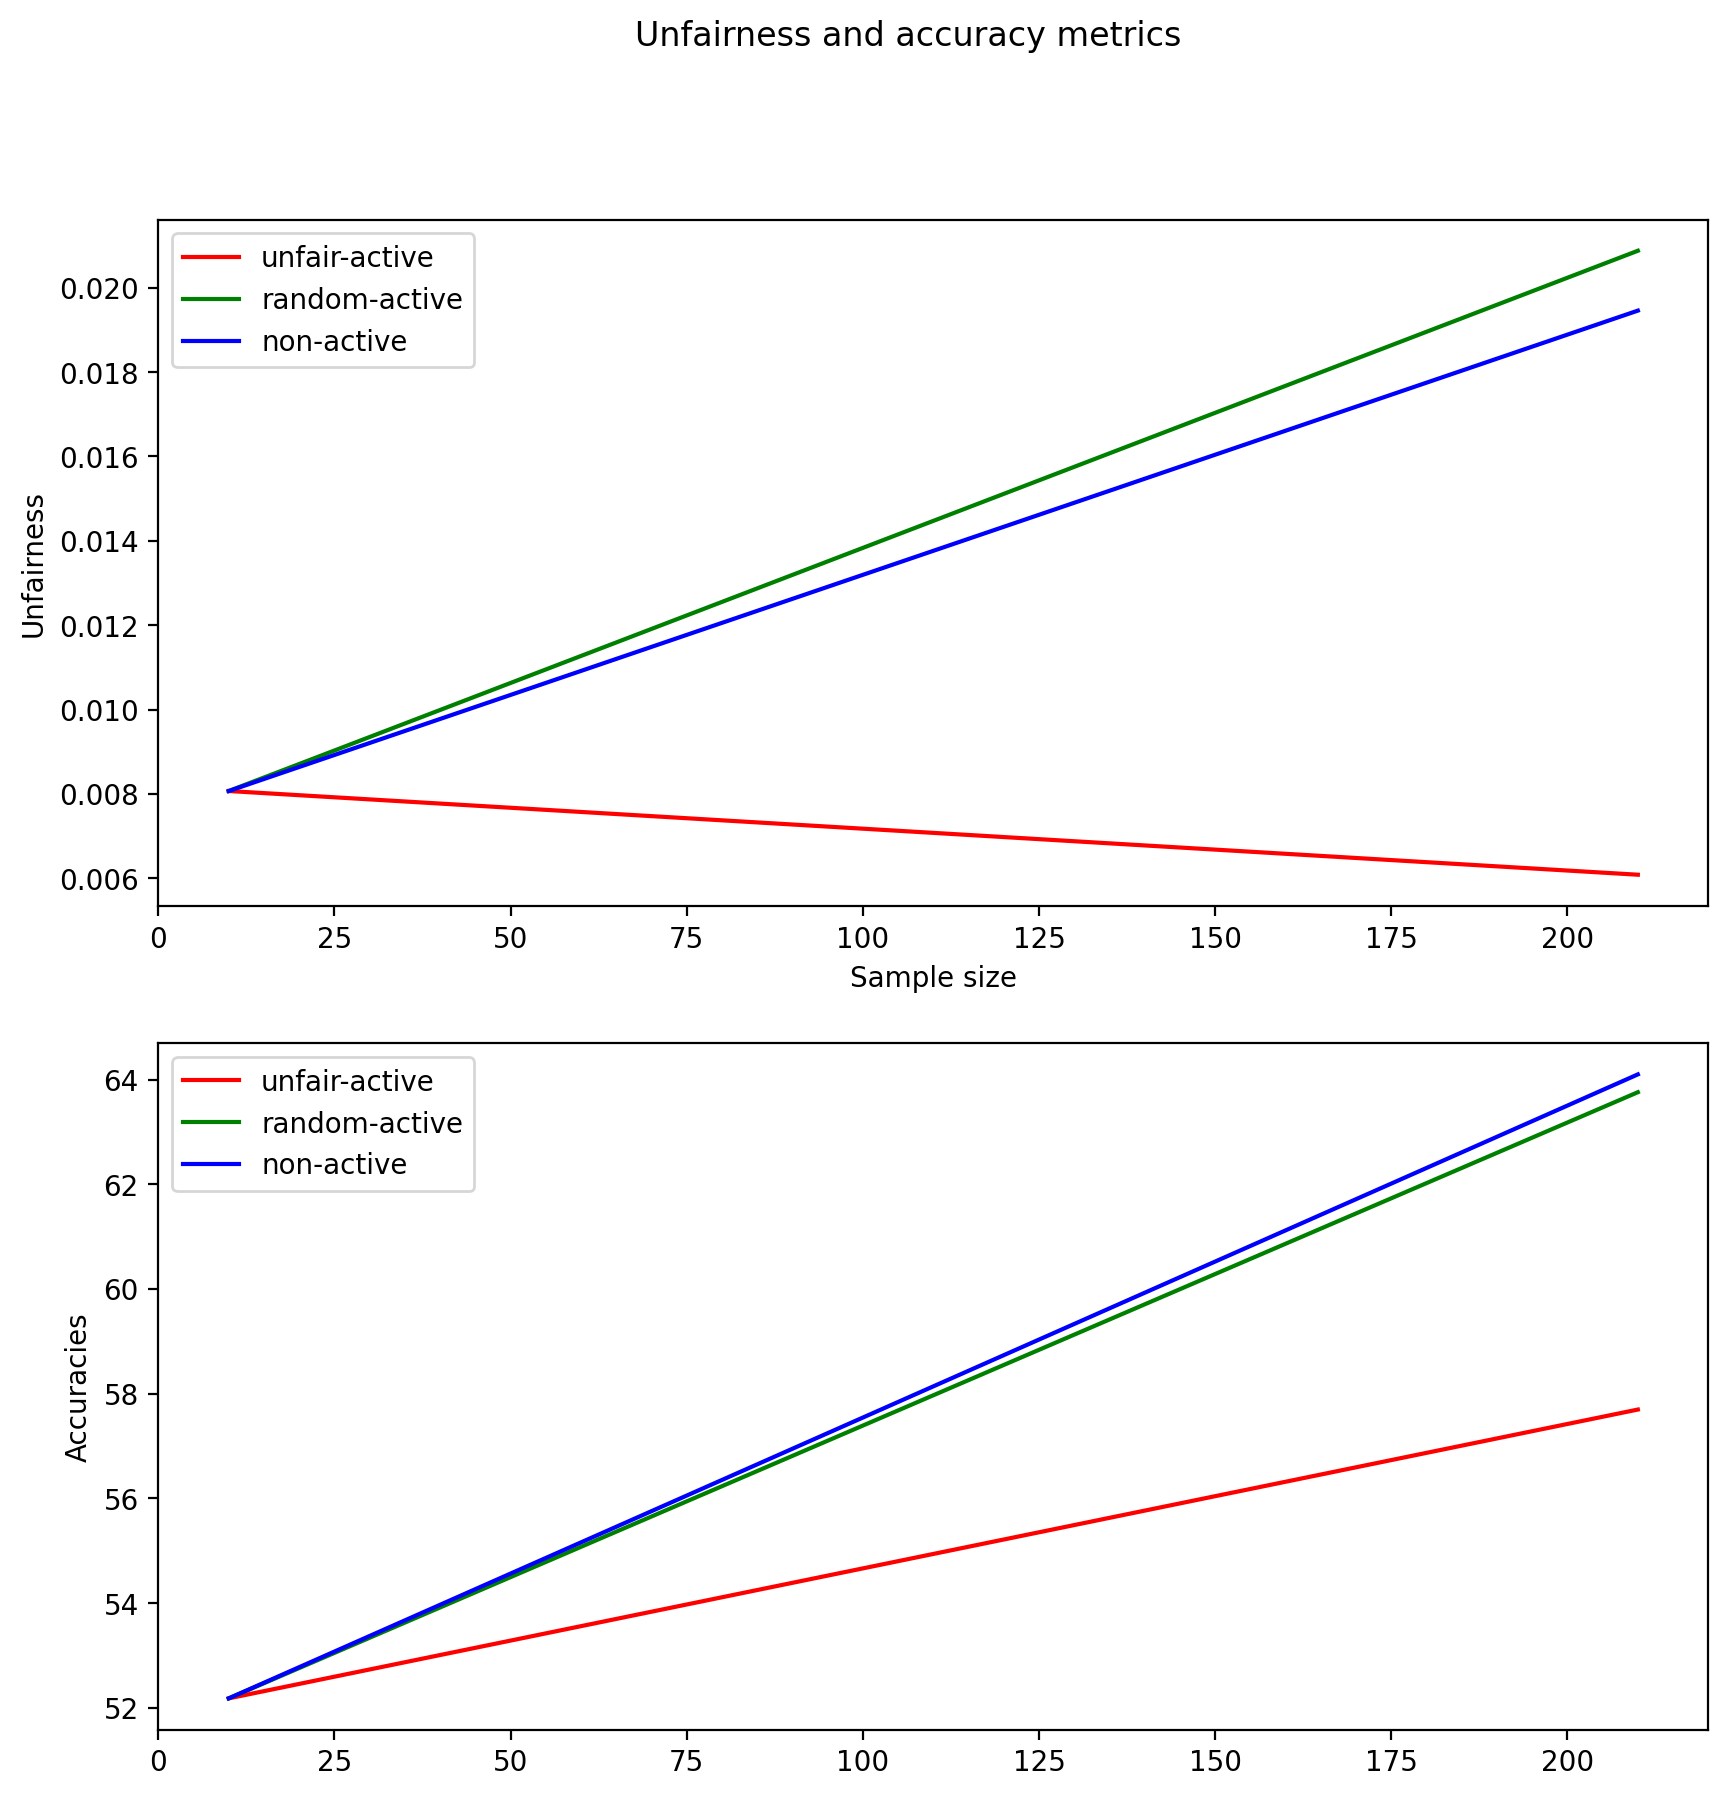 Unfairness and accuracy metrics
unfair-active
random-active
non-active
0.020
0.018
0.016
0.014
0.012
0.010
0.008
0.006
Unfairness
0 25 50 75 100 125 150 175 200
Sample size
unfair-active
random-active
non-active
64
62
60
58
56
54
52
Accuracies
0 25 50 75 100 125 150 175 200